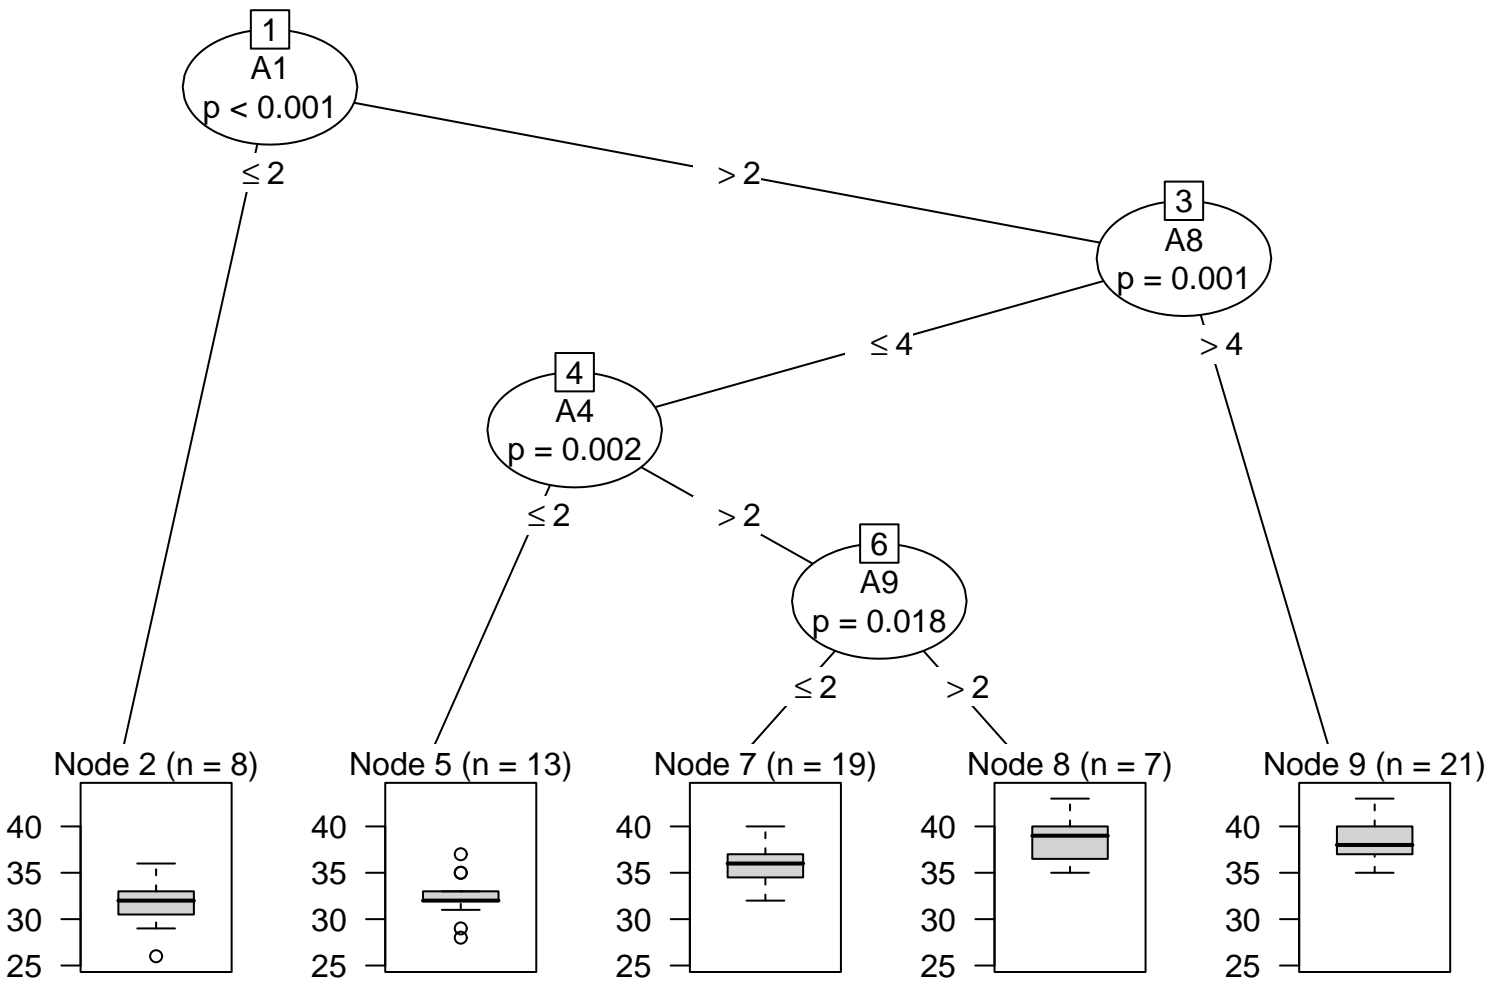 1
A1
p < 0.001
≤ 2
> 2
3
A8
p = 0.001
≤ 4
> 4
4
A4
p = 0.002
≤ 2
> 2
6
A9
p = 0.018
≤ 2
> 2
Node 2 (n = 8)
40
35
30
25
Node 5 (n = 13)
40
35
30
25
Node 7 (n = 19)
40
35
30
25
Node 8 (n = 7)
40
35
30
25
Node 9 (n = 21)
40
35
30
25